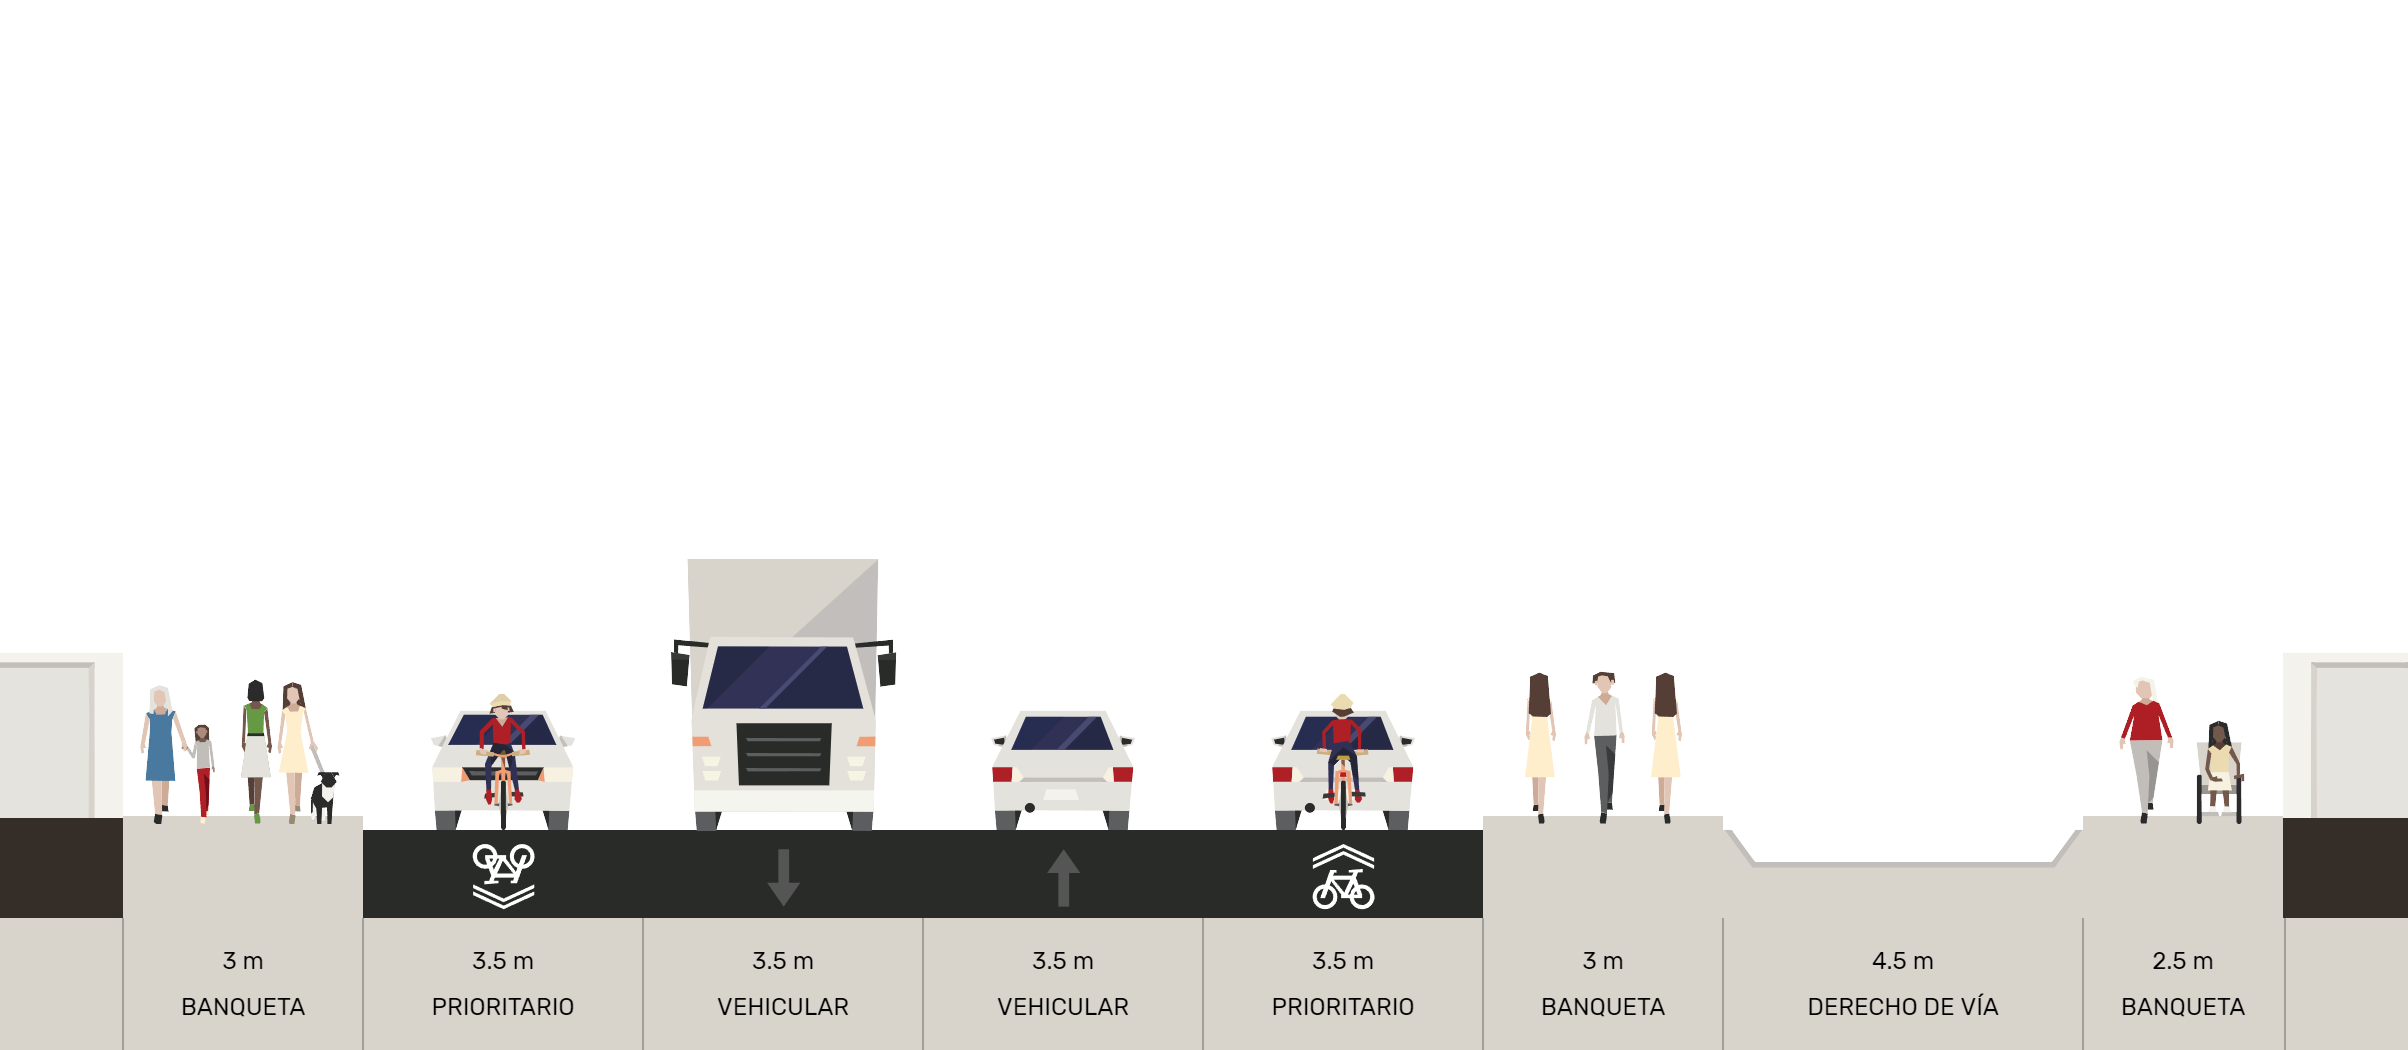 3 m
BANQUETA
3.5 m
PRIORITARIO
3.5 m
VEHICULAR
3.5 m
VEHICULAR
3.5 m
PRIORITARIO
3 m
BANQUETA
4.5 m
DERECHO DE VÍA
2.5 m
BANQUETA